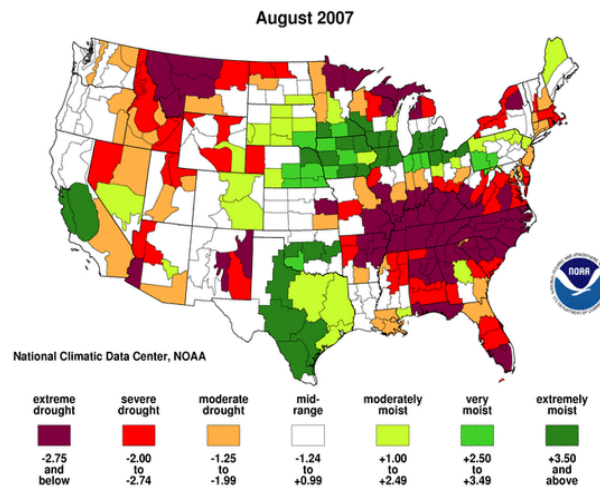 August 2007
NOAA
National Climatic Data Center, NOAA
extreme drought
severe drought
moderate drought
mid-range
moderately moist
very moist
extremely moist
-2.75 and below
-2.00 to -2.74
-1.25 to -1.99
-1.24 to +0.99
+1.00 to +2.49
+2.50 to +3.49
+3.50 and above